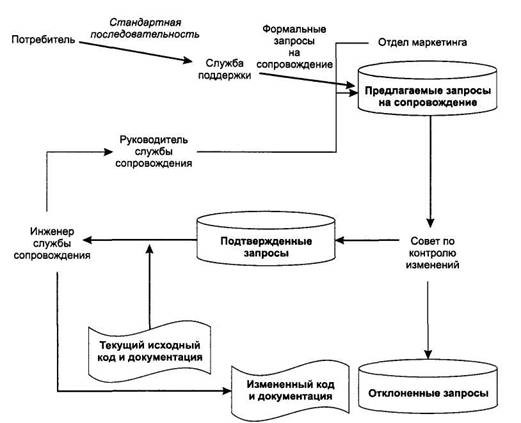 Стандартная
последовательность
Потребитель
Формальные
запросы
на
сопровождение
Отдел маркетинга
Служба
поддержки
Предлагаемые запросы
на сопровождение
Руководитель
службы
сопровождения
Инженер
службы
сопровождения
Подтвержденные
запросы
Совет по
контролю
изменений
Текущий исходный
код и документация
Измененный код
и документация
Отклоненные запросы